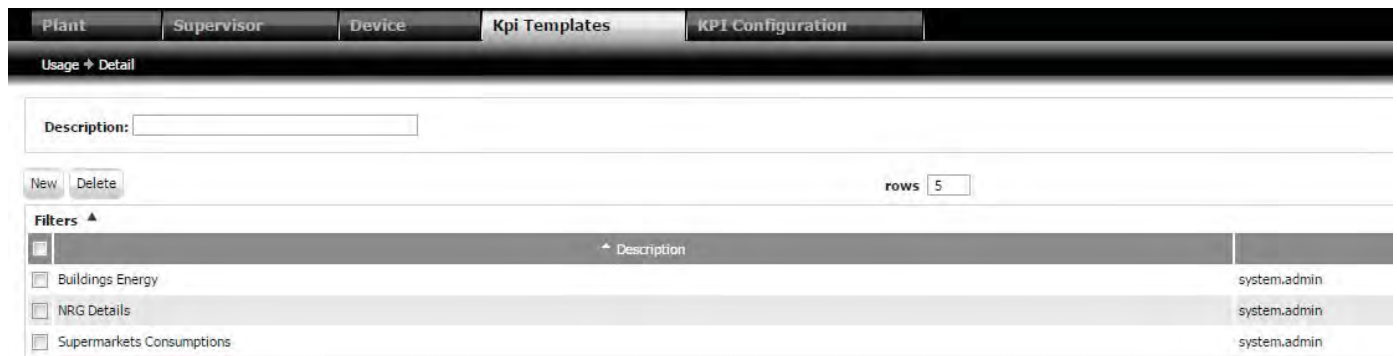 Plant Supervisor Device Kpi Templates KPI Configuration
Usage Detail
Description:
New Delete rows 5
Filters
Description
Buildings Energy system.admin
NRG Details system.admin
Supermarkets Consumptions system.admin